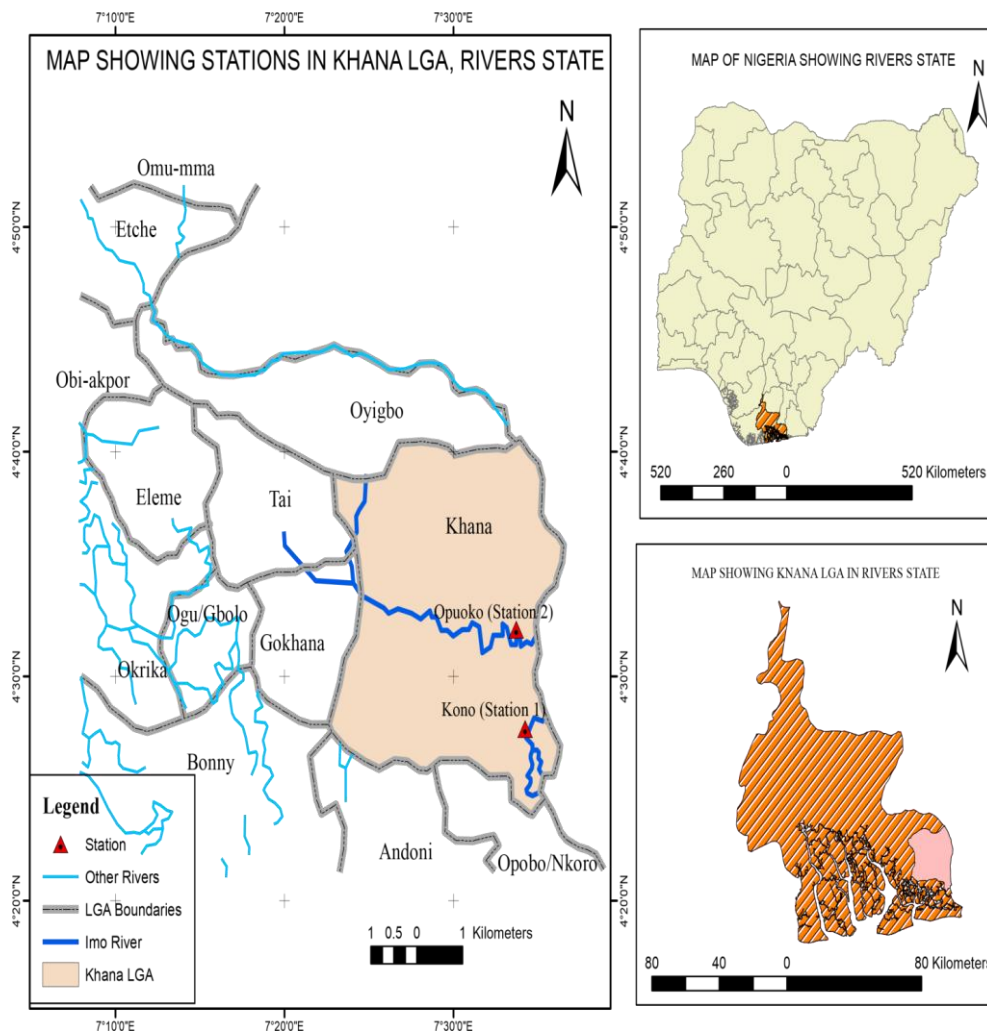 7°10'0"E 7°20'0"E 7°30'0"E
MAP SHOWING STATIONS IN KHANA LGA, RIVERS STATE
N
Omu-mma
Etche
4°50'0"N 4°50'0"N
Obi-akpor
Oyigbo
4°40'0"N 4°40'0"N
Eleme
Tai
Khana
Ogu/Gbolo
Opuoko (Station 2)
Gokhana
Okrika
4°30'0"N 4°30'0"N
Kono (Station 1)
Bonny
Legend
Station
Other Rivers
LGA Boundaries
Imo River
Khana LGA
Andoni
Opobo/Nkoro
4°20'0"N 4°20'0"N
1 0.5 0 1 Kilometers
7°10'0"E 7°20'0"E 7°30'0"E
MAP OF NIGERIA SHOWING RIVERS STATE
N
520 260 0 520 Kilometers
MAP SHOWING KNANA LGA IN RIVERS STATE
N
80 40 0 80 Kilometers